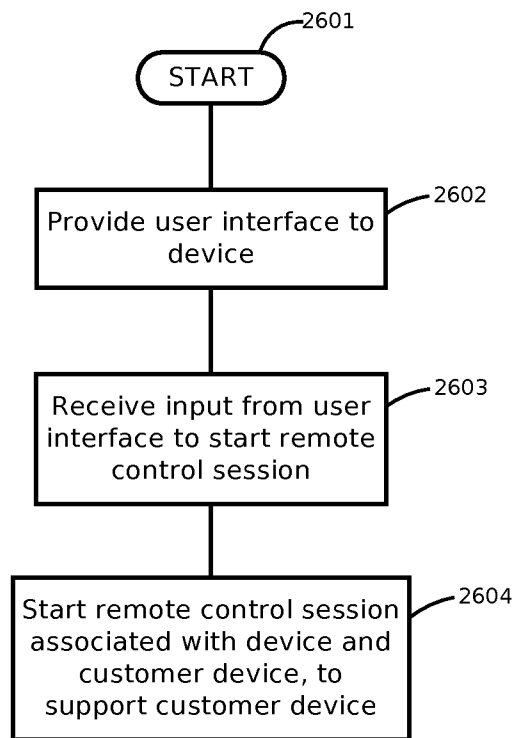 2601
START
2602
Provide user interface to
device
2603
Receive input from user
interface to start remote
control session
2604
Start remote control session
associated with device and
customer device, to
support customer device